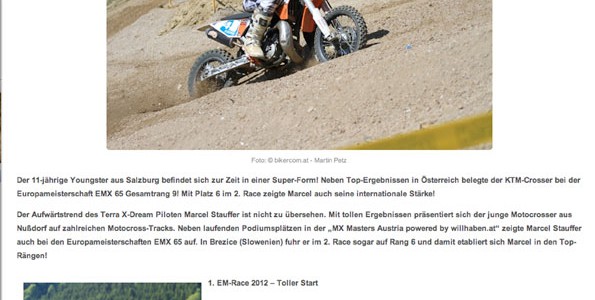 Foto: © bikercom.at - Martin Petz
Der 11-jährige Youngster aus Salzburg befindet sich zur Zeit in einer Super-Form! Neben Top-Ergebnissen in Österreich belegte der KTM-Crosser bei der
Europameisterschaft EMX 65 Gesamtrang 9! Mit Platz 6 im 2. Race zeigte Marcel auch seine internationale Stärke!
Der Aufwärtstrend des Terra X-Dream Piloten Marcel Stauffer ist nicht zu übersehen. Mit tollen Ergebnissen präsentiert sich der junge Motocrosser aus
Nußdorf auf zahlreichen Motocross-Tracks. Neben laufenden Podiumsplätzen in der „MX Masters Austria powered by willhaben.at“ zeigte Marcel Stauffer
auch bei den Europameisterschaften EMX 65 auf. In Brezice (Slowenien) fuhr er im 2. Race sogar auf Rang 6 und damit etabliert sich Marcel in den Top-
Rängen!
1. EM-Race 2012 – Toller Start